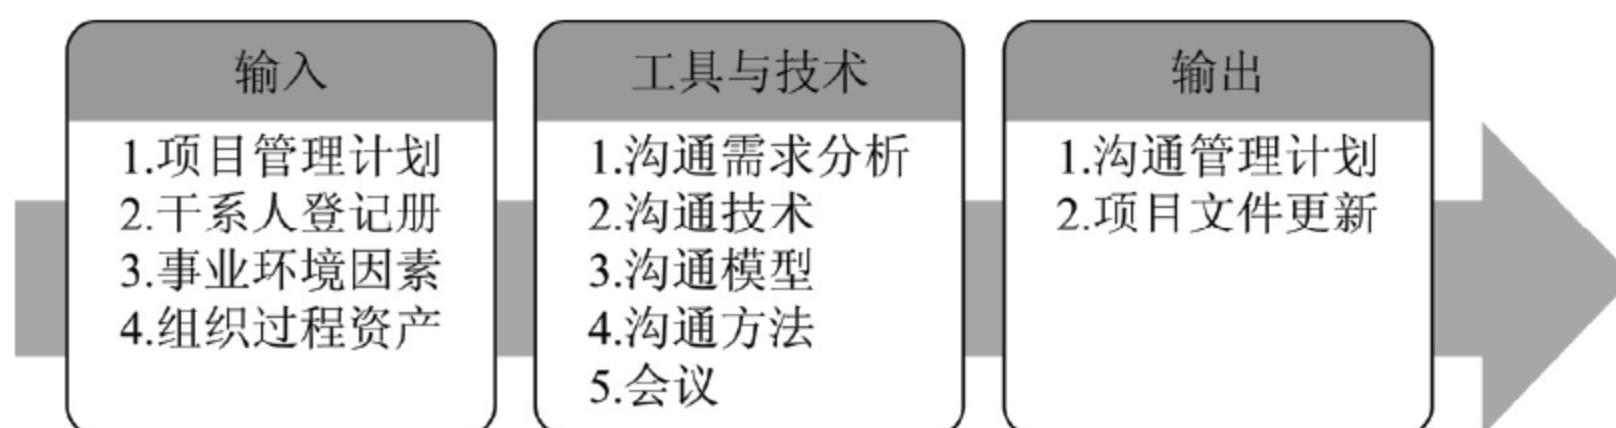 输入
1.项目管理计划
2.干系人登记册
3.事业环境因素
4.组织过程资产
工具与技术
1.沟通需求分析
2.沟通技术
3.沟通模型
4.沟通方法
5.会议
输出
1.沟通管理计划
2.项目文件更新